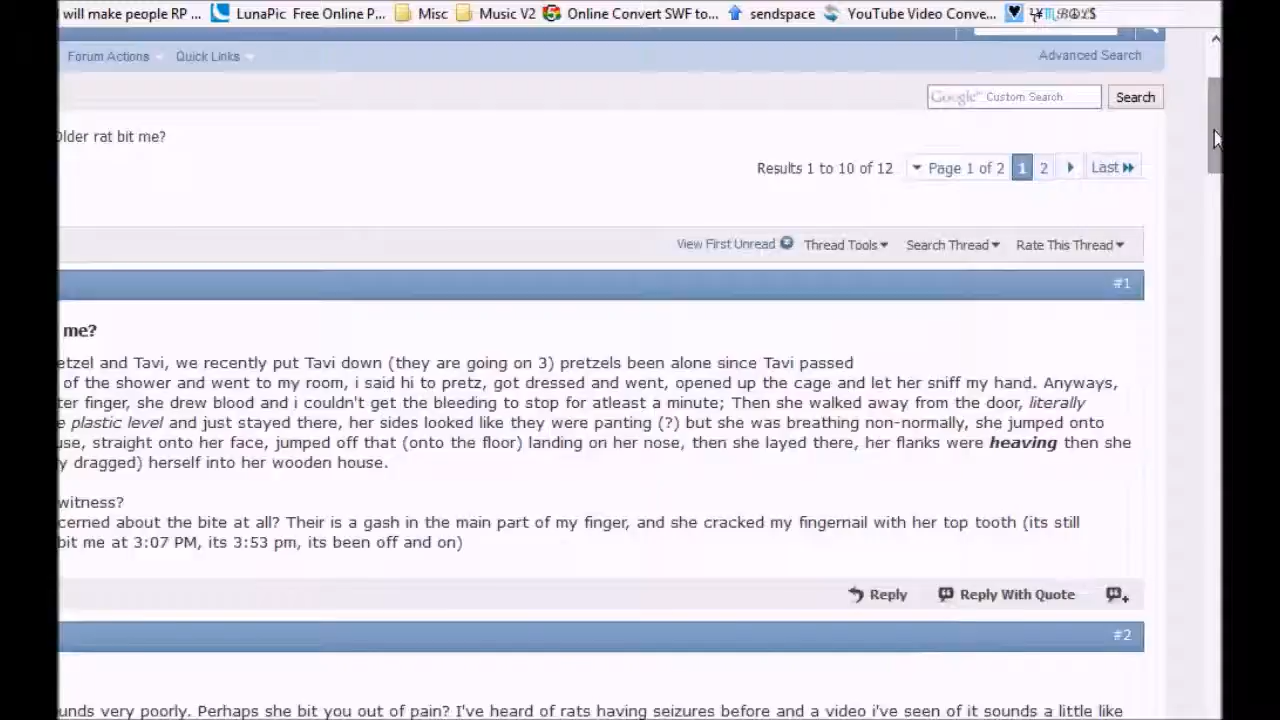 will make people RP ... LunaPic Free Online P... Misc Music V2 Online Convert SWF to... sendspace YouTube Video Conve...
Forum Actions Quick Links Advanced Search
Google™ Custom Search Search
Older rat bit me?
Results 1 to 10 of 12 Page 1 of 2 1 2 Last
View First Unread Thread Tools Search Thread Rate This Thread
#1
me?
etzel and Tavi, we recently put Tavi down (they are going on 3) pretzels been alone since Tavi passed
of the shower and went to my room, i said hi to pretz, got dressed and went, opened up the cage and let her sniff my hand. Anyways,
ter finger, she drew blood and i couldn't get the bleeding to stop for atleast a minute; Then she walked away from the door, literally
e plastic level and just stayed there, her sides looked like they were panting (?) but she was breathing non-normally, she jumped onto
use, straight onto her face, jumped off that (onto the floor) landing on her nose, then she layed there, her flanks were heaving then she
y dragged) herself into her wooden house.
witness?
cerned about the bite at all? Their is a gash in the main part of my finger, and she cracked my fingernail with her top tooth (its still
bit me at 3:07 PM, its 3:53 pm, its been off and on)
Reply Reply With Quote
#2
unds very poorly. Perhaps she bit you out of pain? I've heard of rats having seizures before and a video i've seen of it sounds a little like